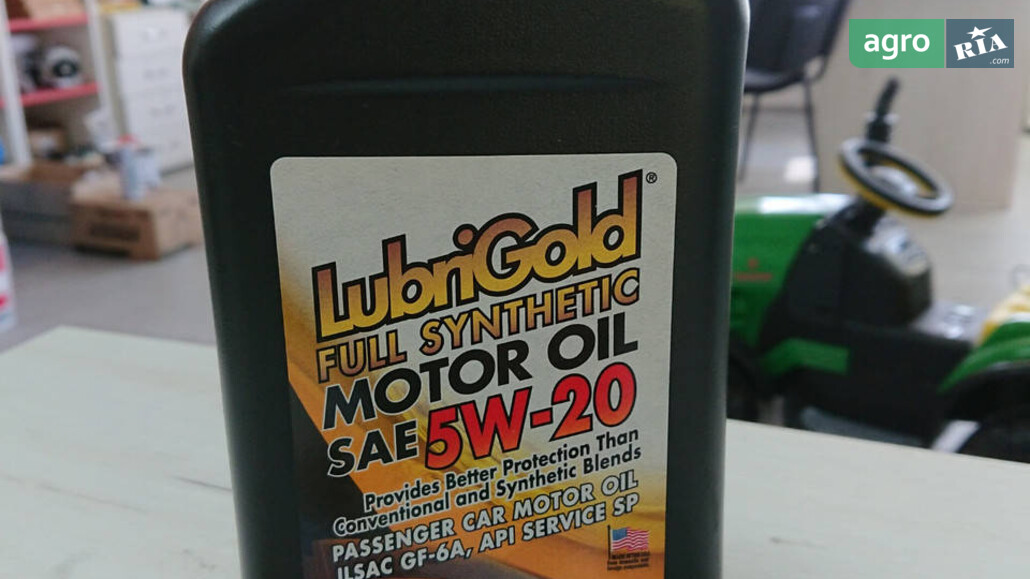 agro RIA
.com
LubriGold®
FULL SYNTHETIC
MOTOR OIL
SAE 5W-20
Provides Better Protection Than
Conventional and Synthetic Blends
PASSENGER CAR MOTOR OIL
ILSAC GF-6A, API SERVICE SP